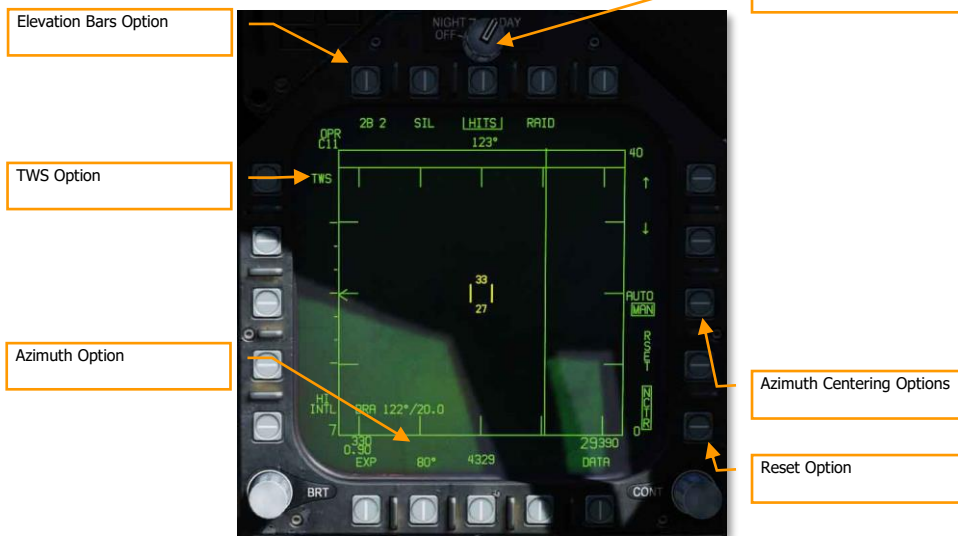 Elevation Bars Option
NIGHT DAY
OFF
2B 2 SIL HITS RAID
OPR
C11
123°
40
TWS Option
TWS
33
27
AUTO
MAN
RSET
Azimuth Option
Azimuth Centering Options
HI
INTL
BRA 122°/20.0
NCTR
7
0
330
0.90
29390
EXP 80° 4329 DATA
Reset Option
BRT
CONT